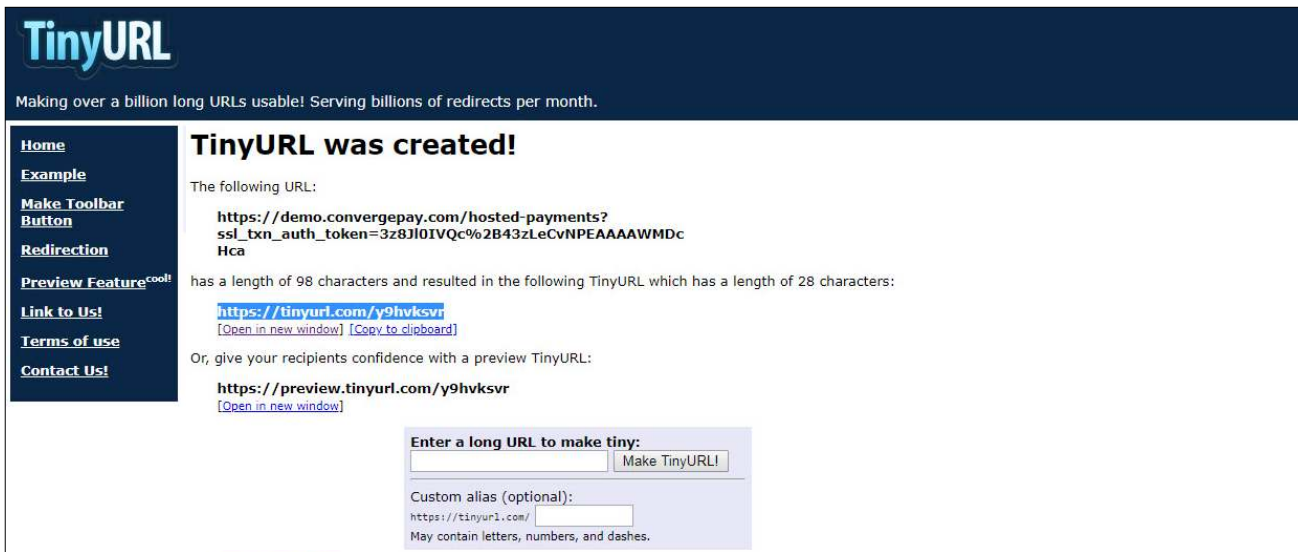 TinyURL
Making over a billion long URLs usable! Serving billions of redirects per month.
Home
Example
Make Toolbar
Button
Redirection
Preview Feature cool!
Link to Us!
Terms of use
Contact Us!
TinyURL was created!
The following URL:
https://demo.convergepay.com/hosted-payments?
ssl_txn_auth_token=3z8Jl0IVQc%2B43zLeCvNPEAAAAWMDc
Hca
has a length of 98 characters and resulted in the following TinyURL which has a length of 28 characters:
https://tinyurl.com/y9hvksvr
[Open in new window] [Copy to clipboard]
Or, give your recipients confidence with a preview TinyURL:
https://preview.tinyurl.com/y9hvksvr
[Open in new window]
Enter a long URL to make tiny:
Make TinyURL!
Custom alias (optional):
https://tinyurl.com/
May contain letters, numbers, and dashes.